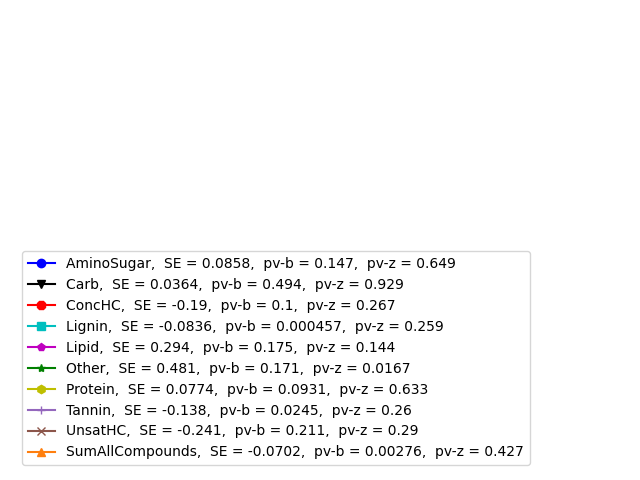 AminoSugar,  SE = 0.0858,  pv-b = 0.147,  pv-z = 0.649
Carb,  SE = 0.0364,  pv-b = 0.494,  pv-z = 0.929
ConcHC,  SE = -0.19,  pv-b = 0.1,  pv-z = 0.267
Lignin,  SE = -0.0836,  pv-b = 0.000457,  pv-z = 0.259
Lipid,  SE = 0.294,  pv-b = 0.175,  pv-z = 0.144
Other,  SE = 0.481,  pv-b = 0.171,  pv-z = 0.0167
Protein,  SE = 0.0774,  pv-b = 0.0931,  pv-z = 0.633
Tannin,  SE = -0.138,  pv-b = 0.0245,  pv-z = 0.26
UnsatHC,  SE = -0.241,  pv-b = 0.211,  pv-z = 0.29
SumAllCompounds,  SE = -0.0702,  pv-b = 0.00276,  pv-z = 0.427